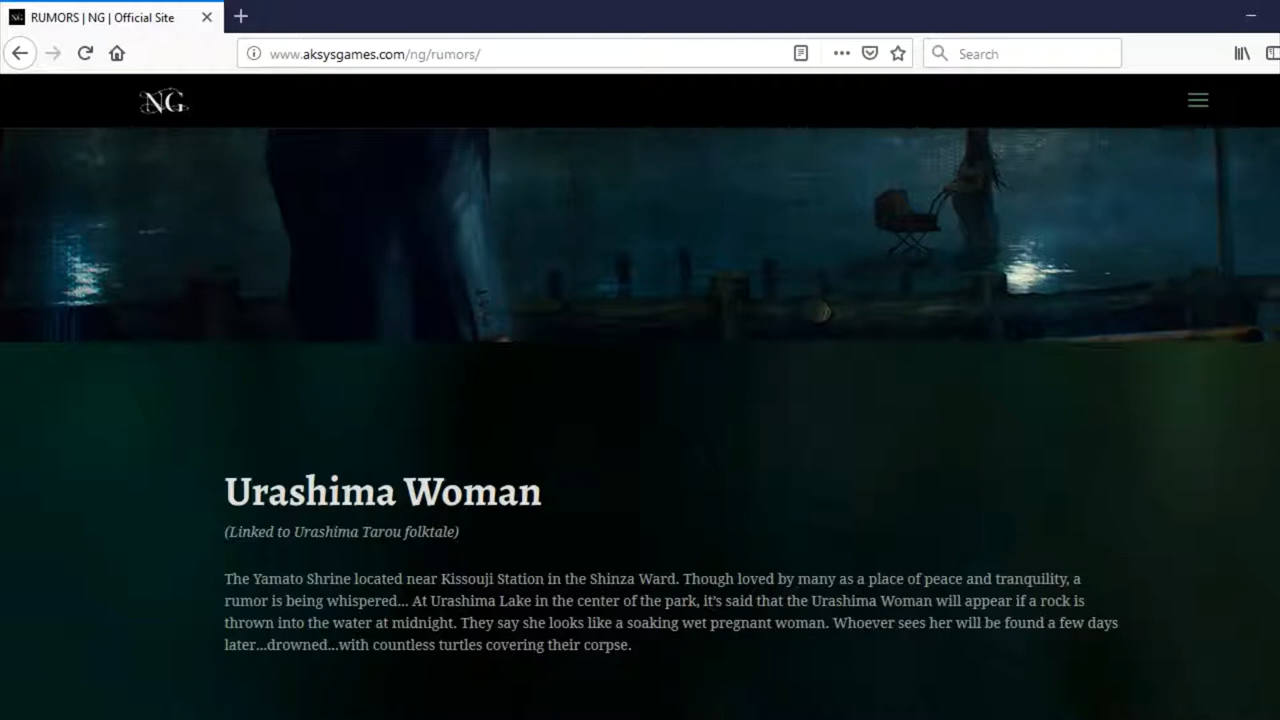 RUMORS | NG | Official Site
www.aksysgames.com/ng/rumors/
Search
NG
Urashima Woman
(Linked to Urashima Tarou folktale)
The Yamato Shrine located near Kissouji Station in the Shinza Ward. Though loved by many as a place of peace and tranquility, a
rumor is being whispered... At Urashima Lake in the center of the park, it’s said that the Urashima Woman will appear if a rock is
thrown into the water at midnight. They say she looks like a soaking wet pregnant woman. Whoever sees her will be found a few days
later...drowned...with countless turtles covering their corpse.